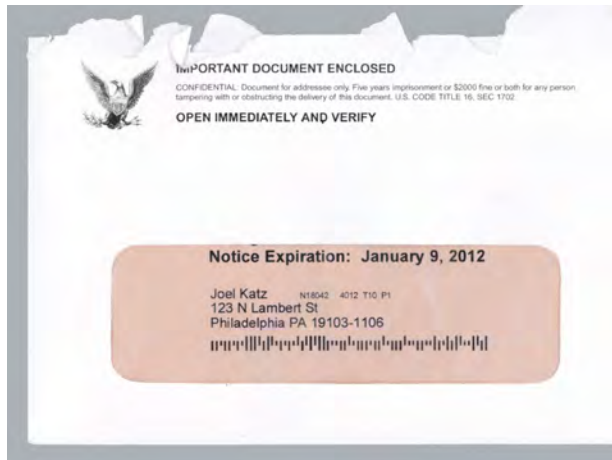 IMPORTANT DOCUMENT ENCLOSED
CONFIDENTIAL: Document for addressee only. Five years imprisonment or $2000 fine or both for any person
tampering with or obstructing the delivery of this document. U.S. CODE TITLE 16, SEC 1702
OPEN IMMEDIATELY AND VERIFY
Notice Expiration: January 9, 2012
Joel Katz N18042 4012 T10 P1
123 N Lambert St
Philadelphia PA 19103-1106